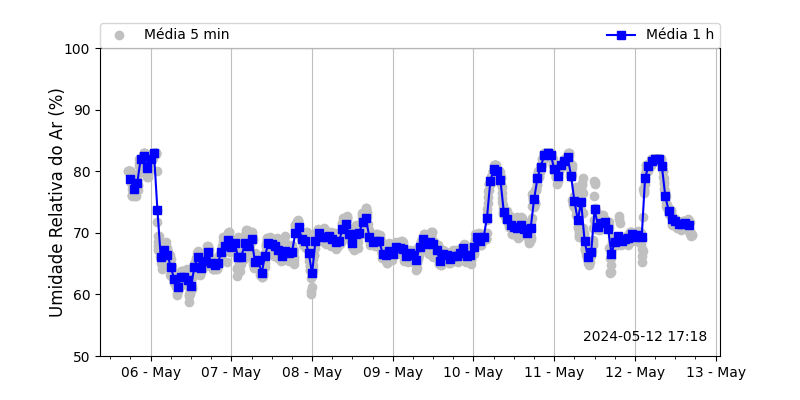 Média 5 min
Média 1 h
Umidade Relativa do Ar (%)
100
90
80
70
60
50
2024-05-12 17:18
06 - May
07 - May
08 - May
09 - May
10 - May
11 - May
12 - May
13 - May